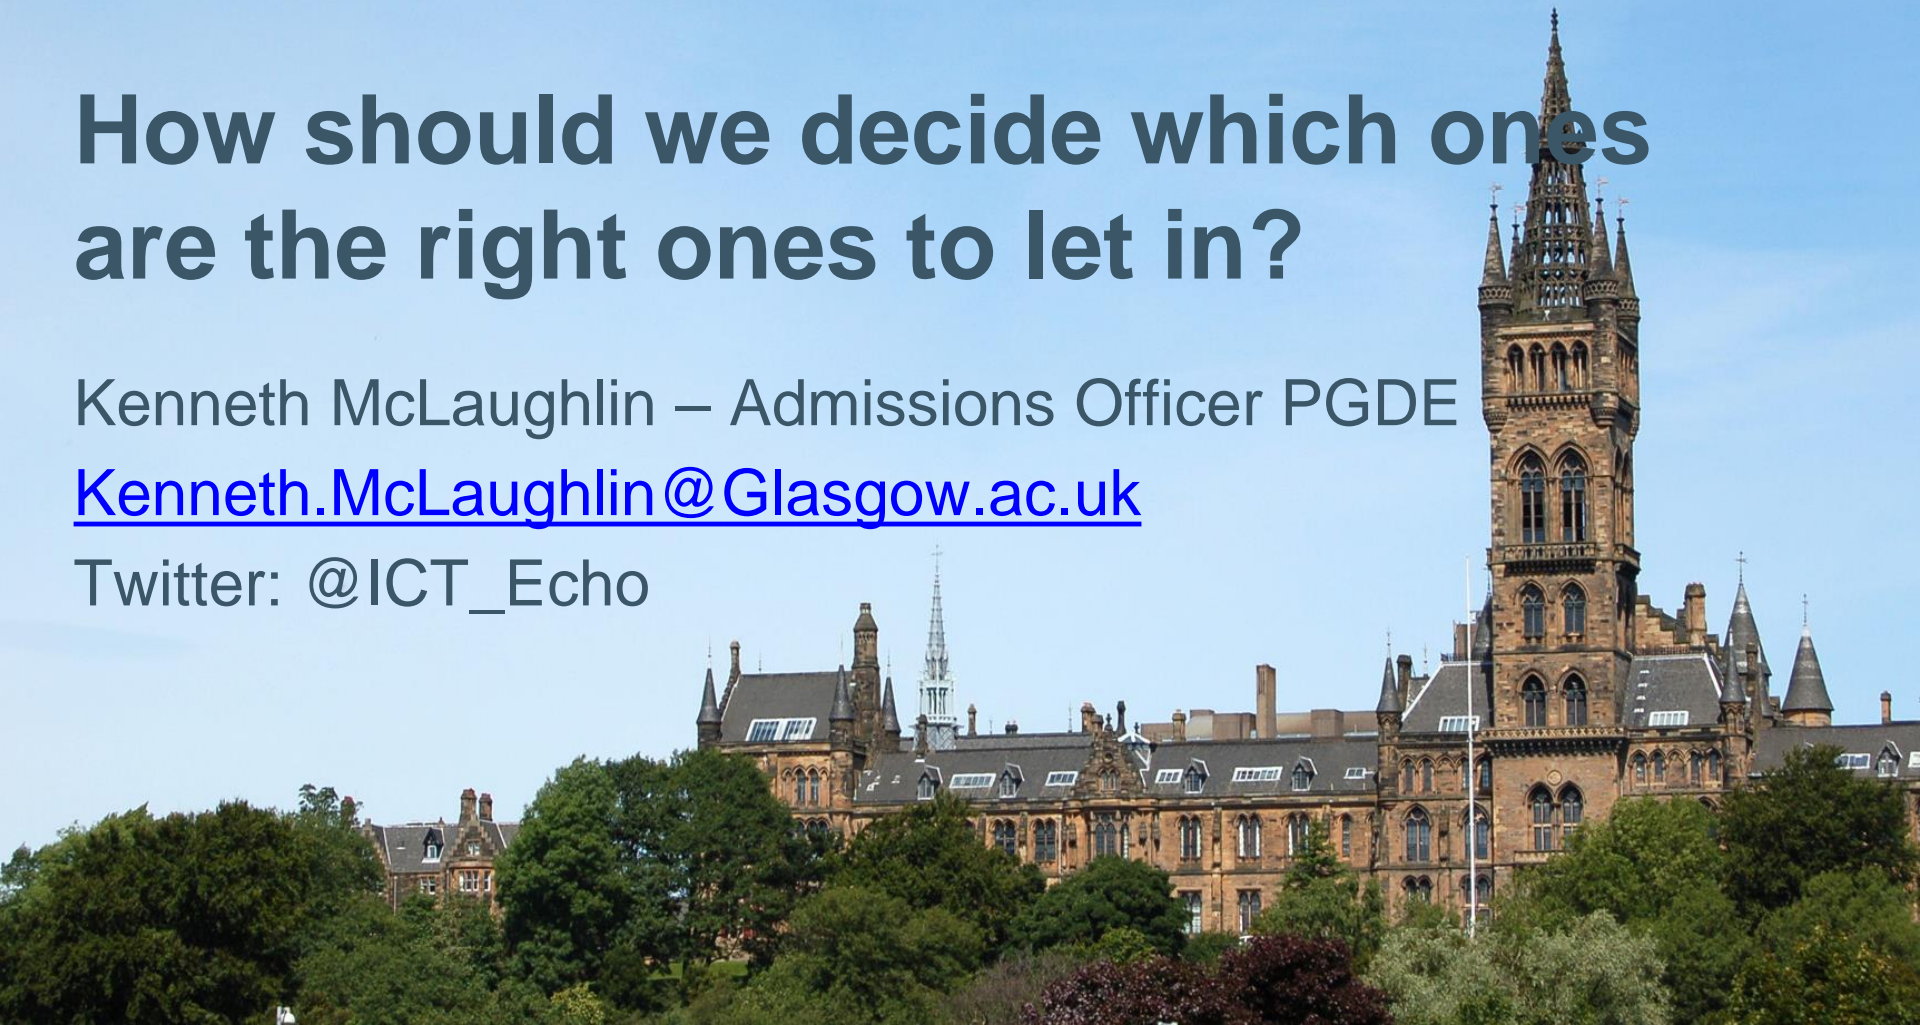 How should we decide which ones
are the right ones to let in?
Kenneth McLaughlin – Admissions Officer PGDE
Kenneth.McLaughlin@Glasgow.ac.uk
Twitter: @ICT_Echo